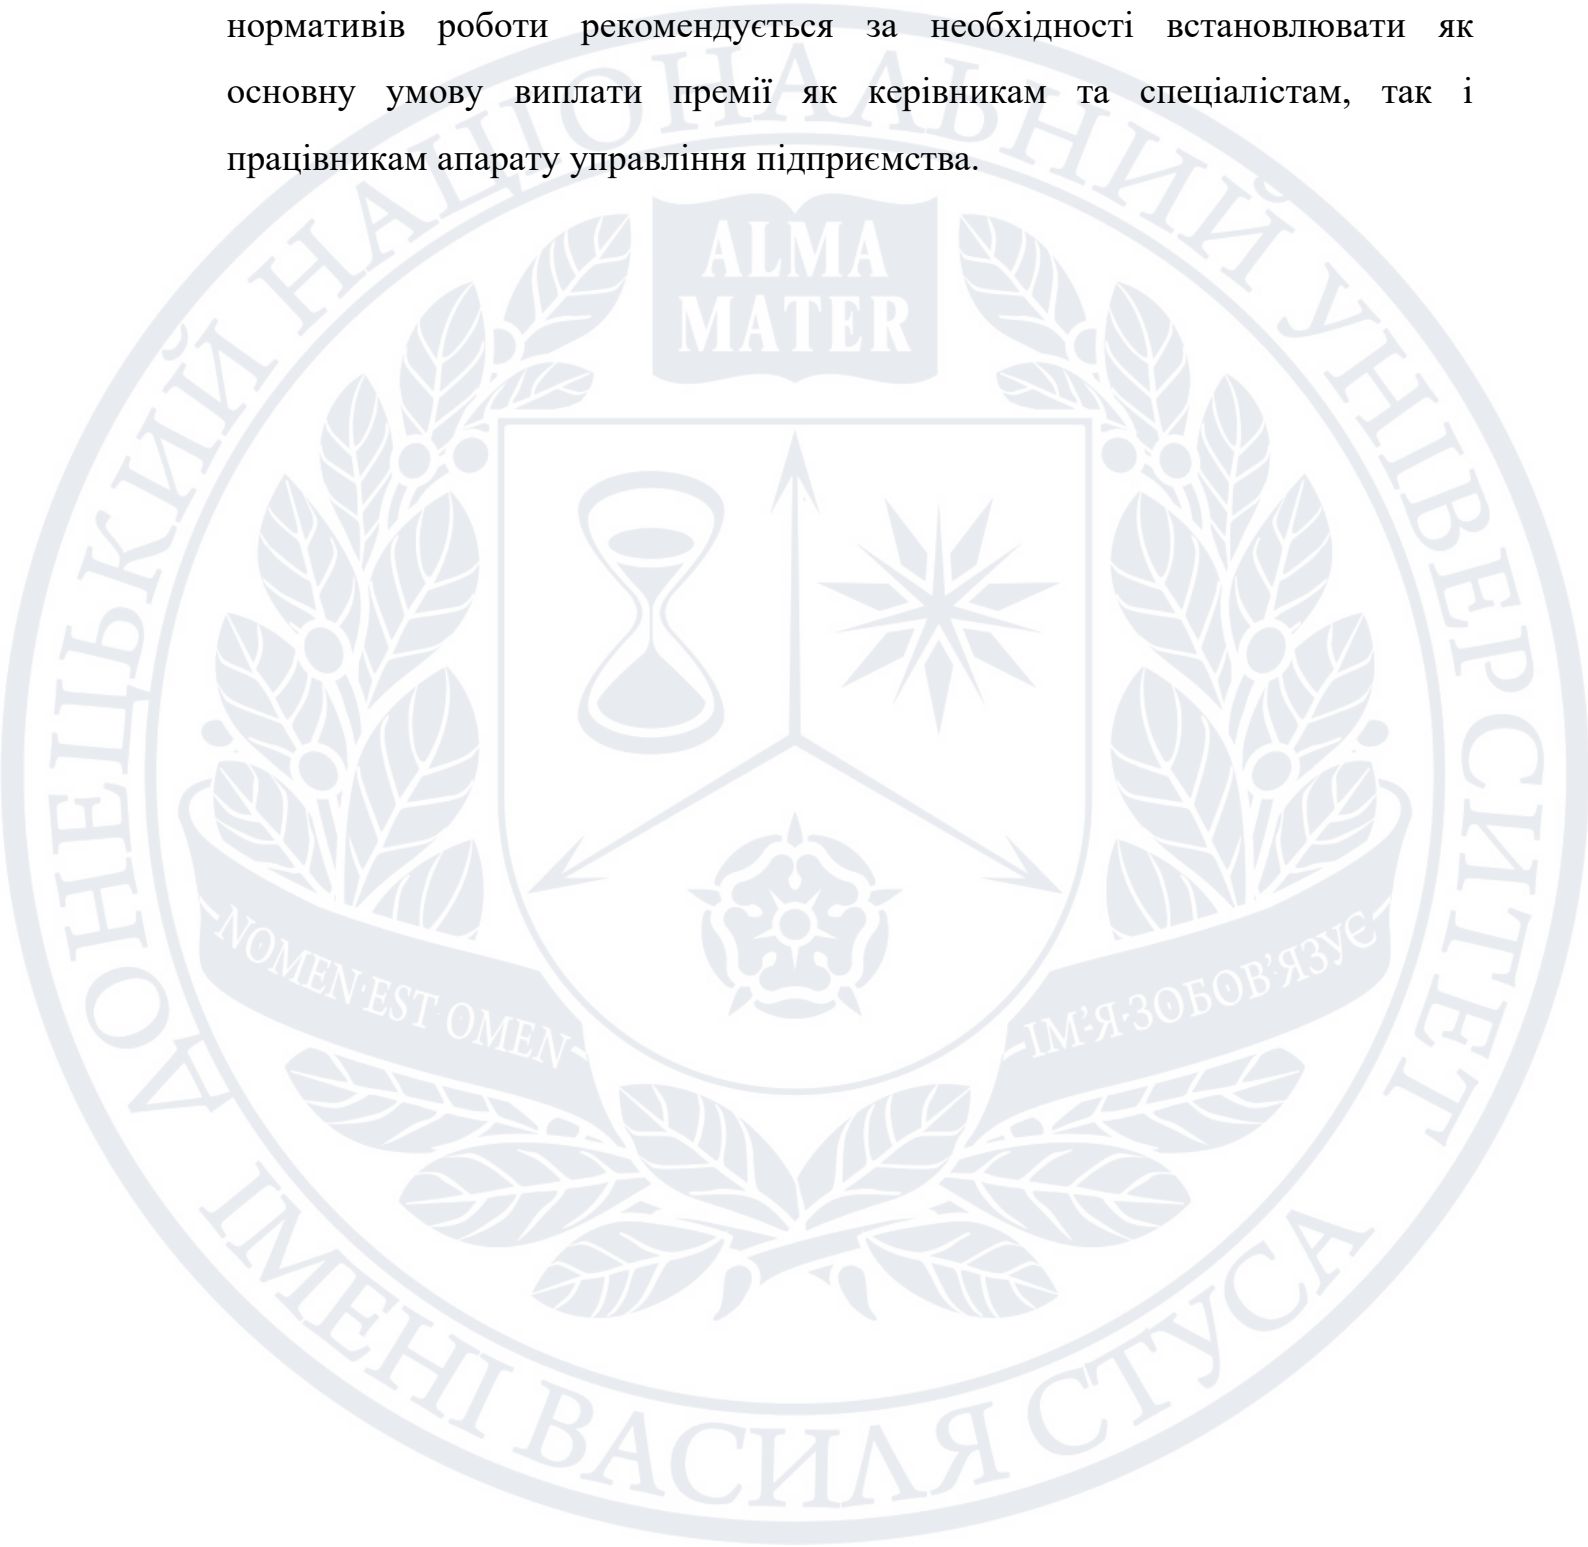 нормативів роботи рекомендується за необхідності встановлювати як
основну умову виплати премії як керівникам та спеціалістам, так і
працівникам апарату управління підприємства.
ДОНЕЦЬКИЙ НАЦІОНААЬНИЙ УНІВЕРСИТЕТ
ALMA
MATER
NOMEN·EST·OMEN
ІМ'Я·ЗОБОВ'ЯЗУЄ
ІМЕНІ ВАСИЛЯ СТУСА